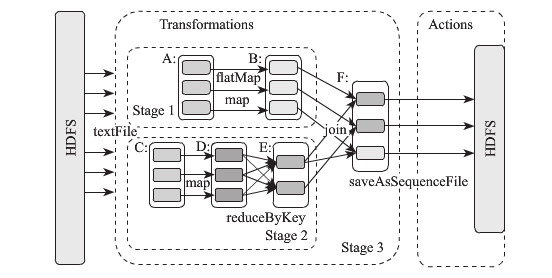 Transformations
Actions
A:
B:
flatMap
map
F:
Stage 1
HDFS
textFile
join
HDFS
C:
D:
E:
map
saveAsSequenceFile
reduceByKey
Stage 2
Stage 3